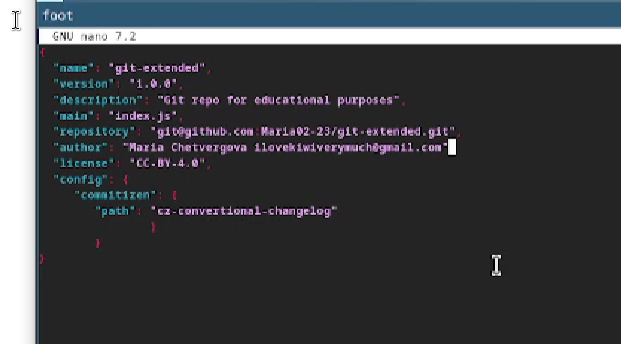 foot
GNU nano 7.2
{
"name": "git-extended",
"version": "1.0.0",
"description": "Git repo for educational purposes",
"main": "index.js",
"repository": "git@github.com:Maria02-23/git-extended.git",
"author": "Maria Chetvergova ilovekiwiverymuch@gmail.com"
"license": "CC-BY-4.0",
"config": {
"commitizen": {
"path": "cz-convertional-changelog"
}
}
}